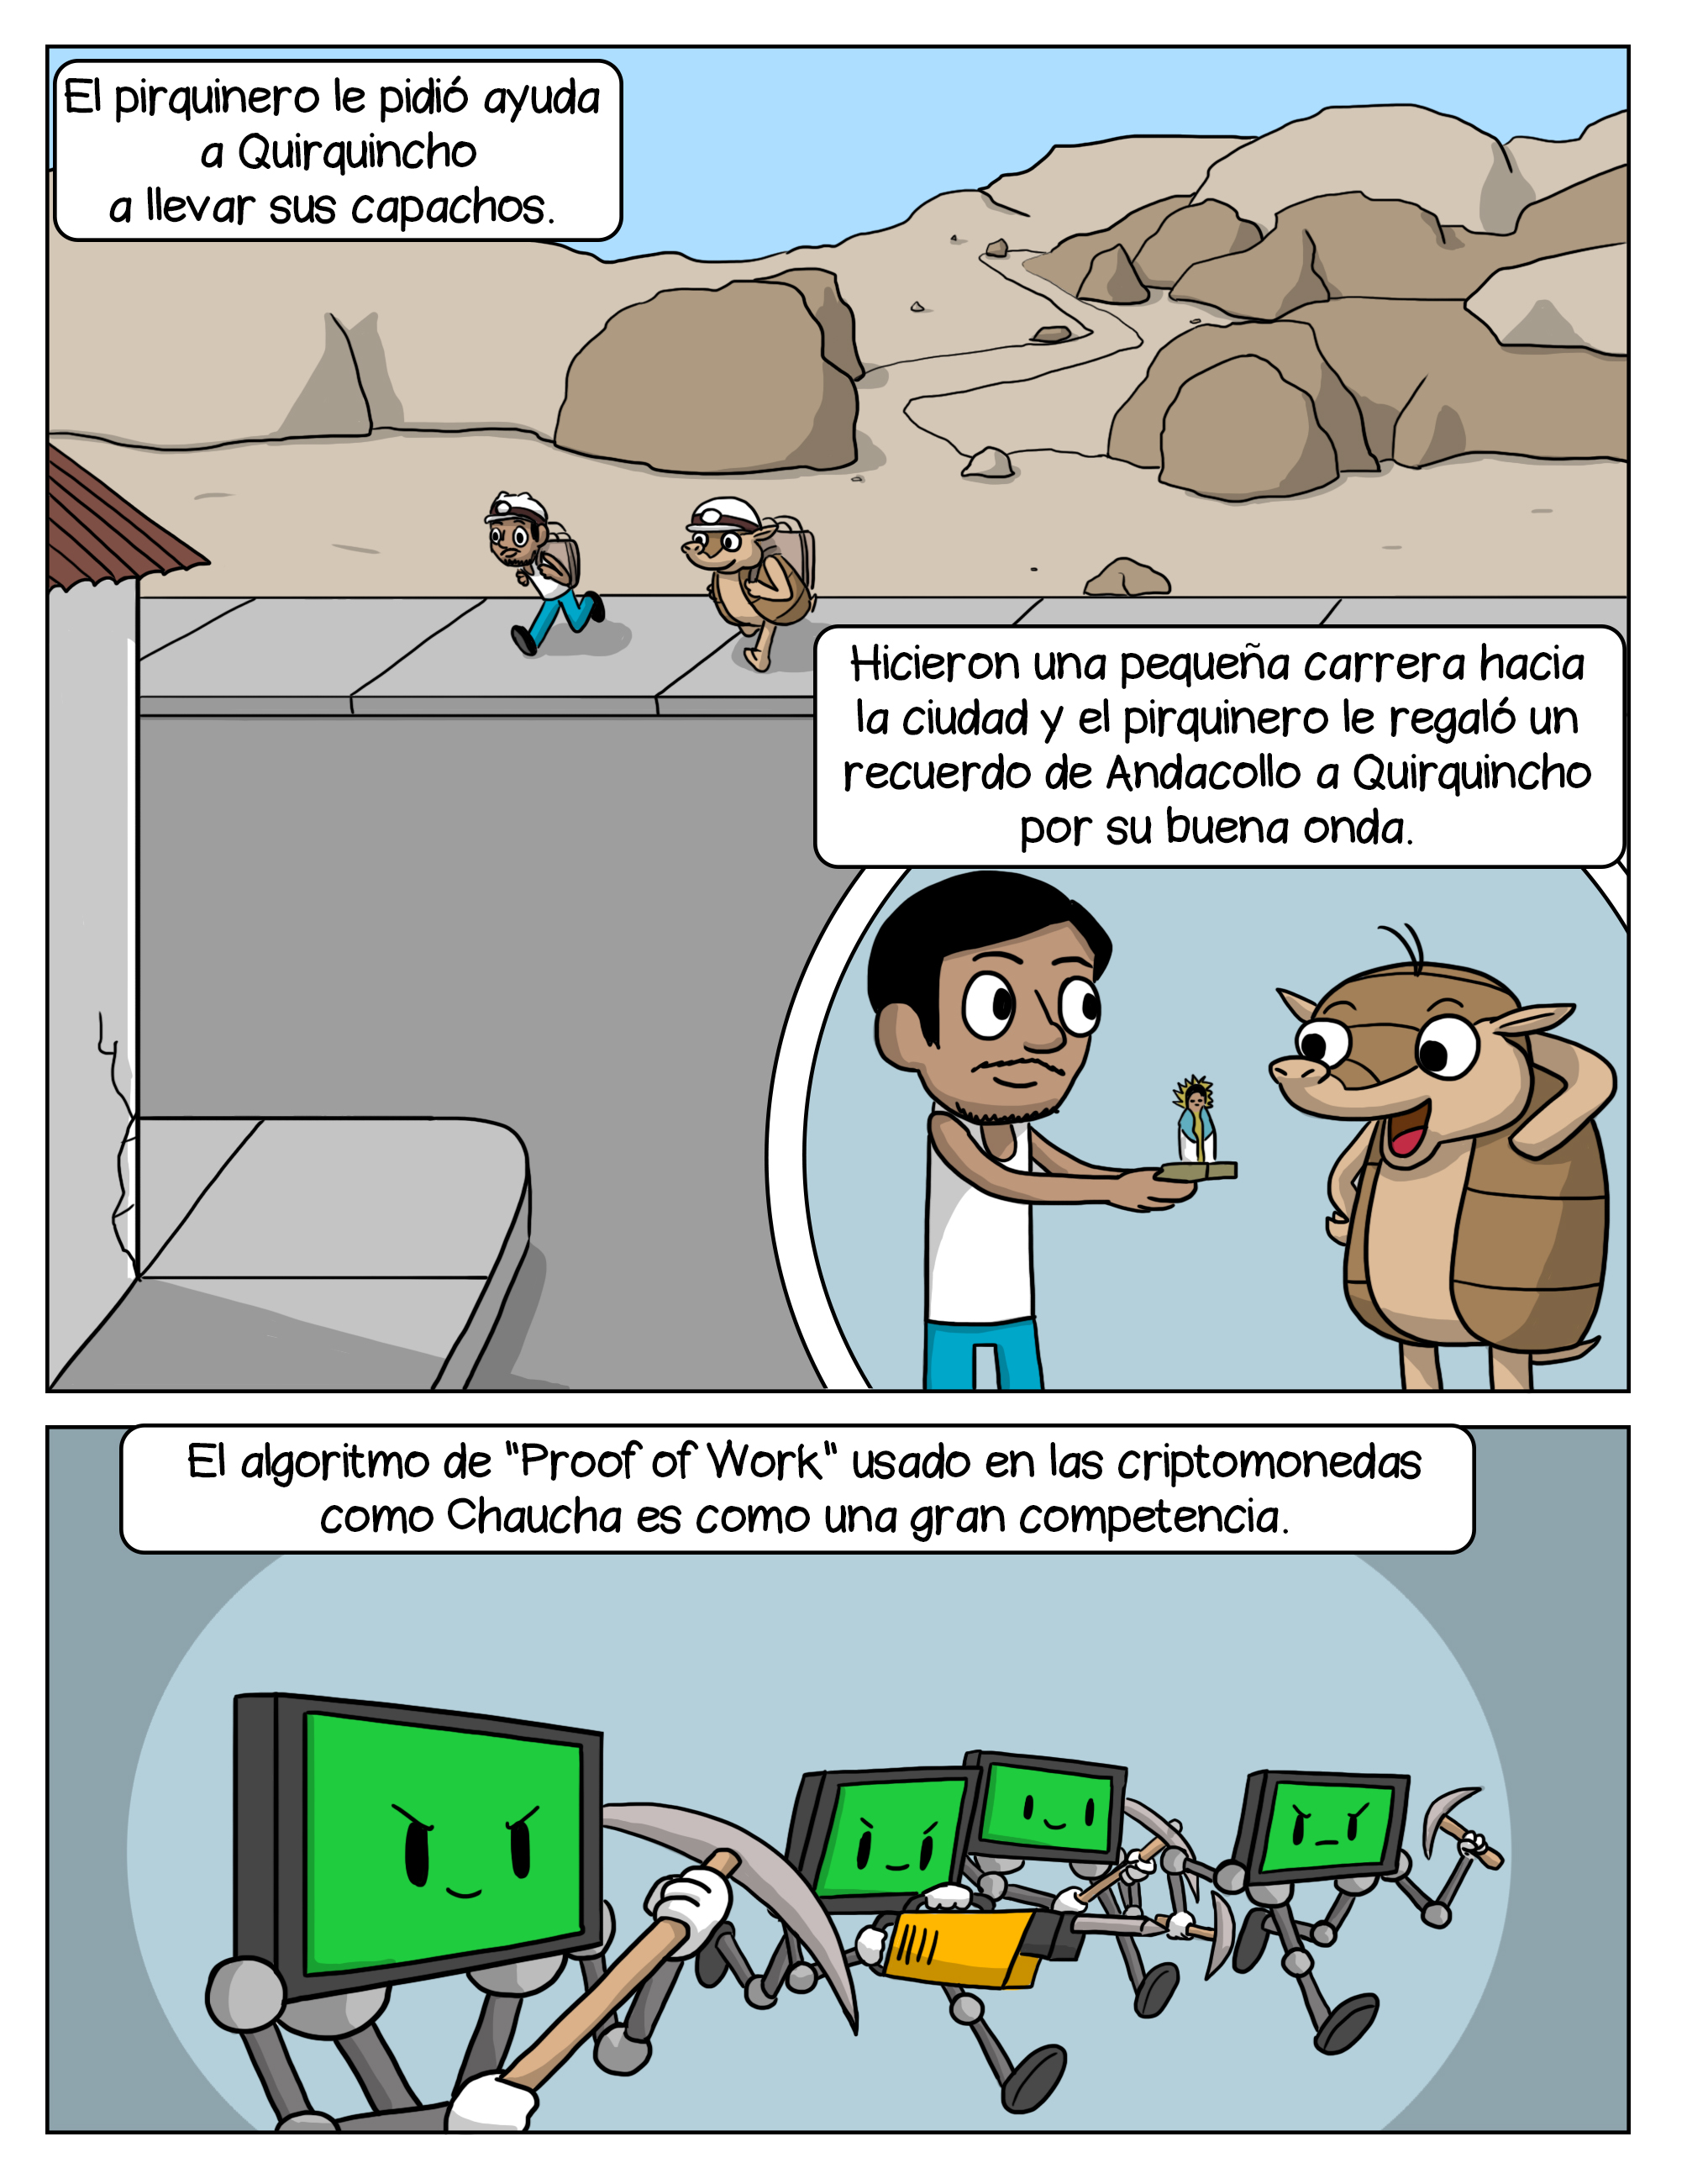 El pirquinero le pidió ayuda
a Quirquincho
a llevar sus capachos.
Hicieron una pequeña carrera hacia
la ciudad y el pirquinero le regaló un
recuerdo de Andacollo a Quirquincho
por su buena onda.
El algoritmo de "Proof of Work" usado en las criptomonedas
como Chaucha es como una gran competencia.